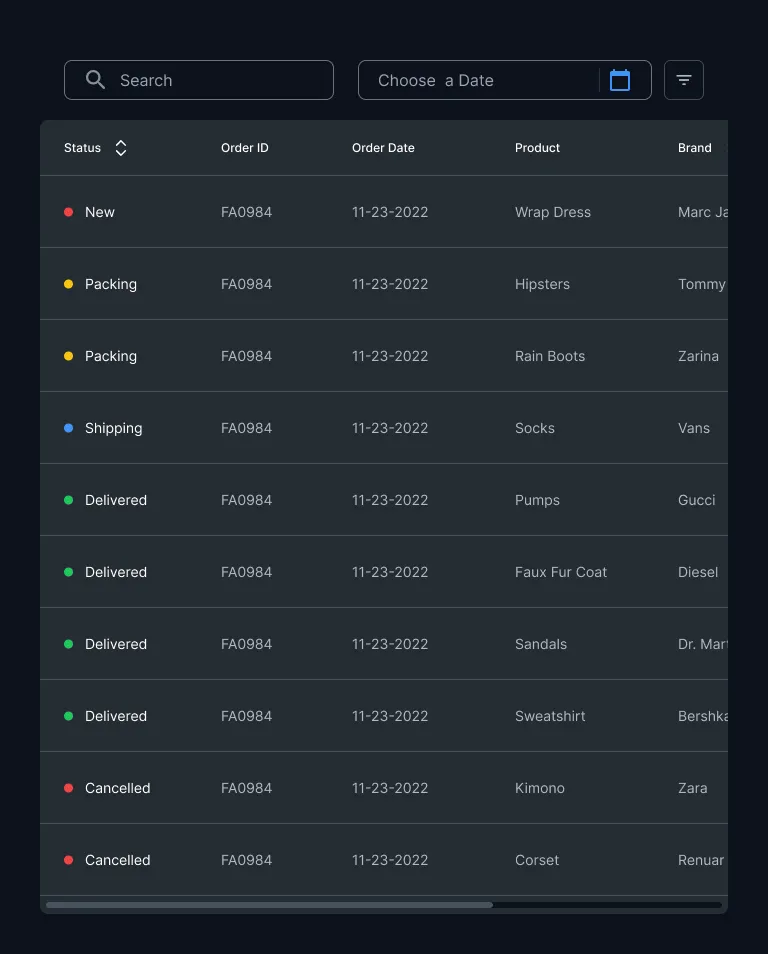 Search
Choose a Date
Status Order ID Order Date Product Brand
New FA0984 11-23-2022 Wrap Dress Marc Ja
Packing FA0984 11-23-2022 Hipsters Tommy
Packing FA0984 11-23-2022 Rain Boots Zarina
Shipping FA0984 11-23-2022 Socks Vans
Delivered FA0984 11-23-2022 Pumps Gucci
Delivered FA0984 11-23-2022 Faux Fur Coat Diesel
Delivered FA0984 11-23-2022 Sandals Dr. Mar
Delivered FA0984 11-23-2022 Sweatshirt Bershka
Cancelled FA0984 11-23-2022 Kimono Zara
Cancelled FA0984 11-23-2022 Corset Renuar